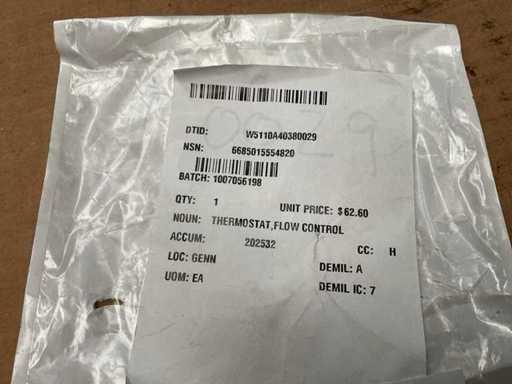 0029
DTID: W5110A40380029
NSN: 6685015554820
BATCH: 1007056198
QTY: 1 UNIT PRICE: $ 62.60
NOUN: THERMOSTAT,FLOW CONTROL
ACCUM: 202532 CC: H
LOC: GENN DEMIL: A
UOM: EA DEMIL IC: 7